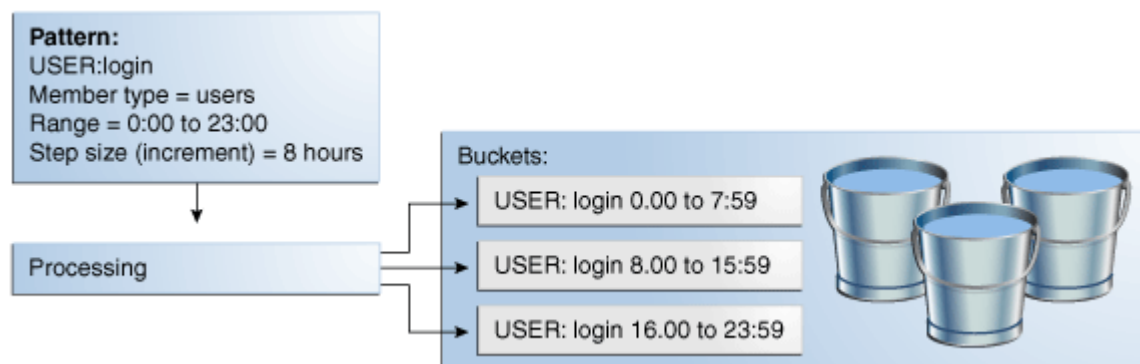 Pattern:
USER:login
Member type = users
Range = 0:00 to 23:00
Step size (increment) = 8 hours
Processing
Buckets:
USER: login 0.00 to 7:59
USER: login 8.00 to 15:59
USER: login 16.00 to 23:59